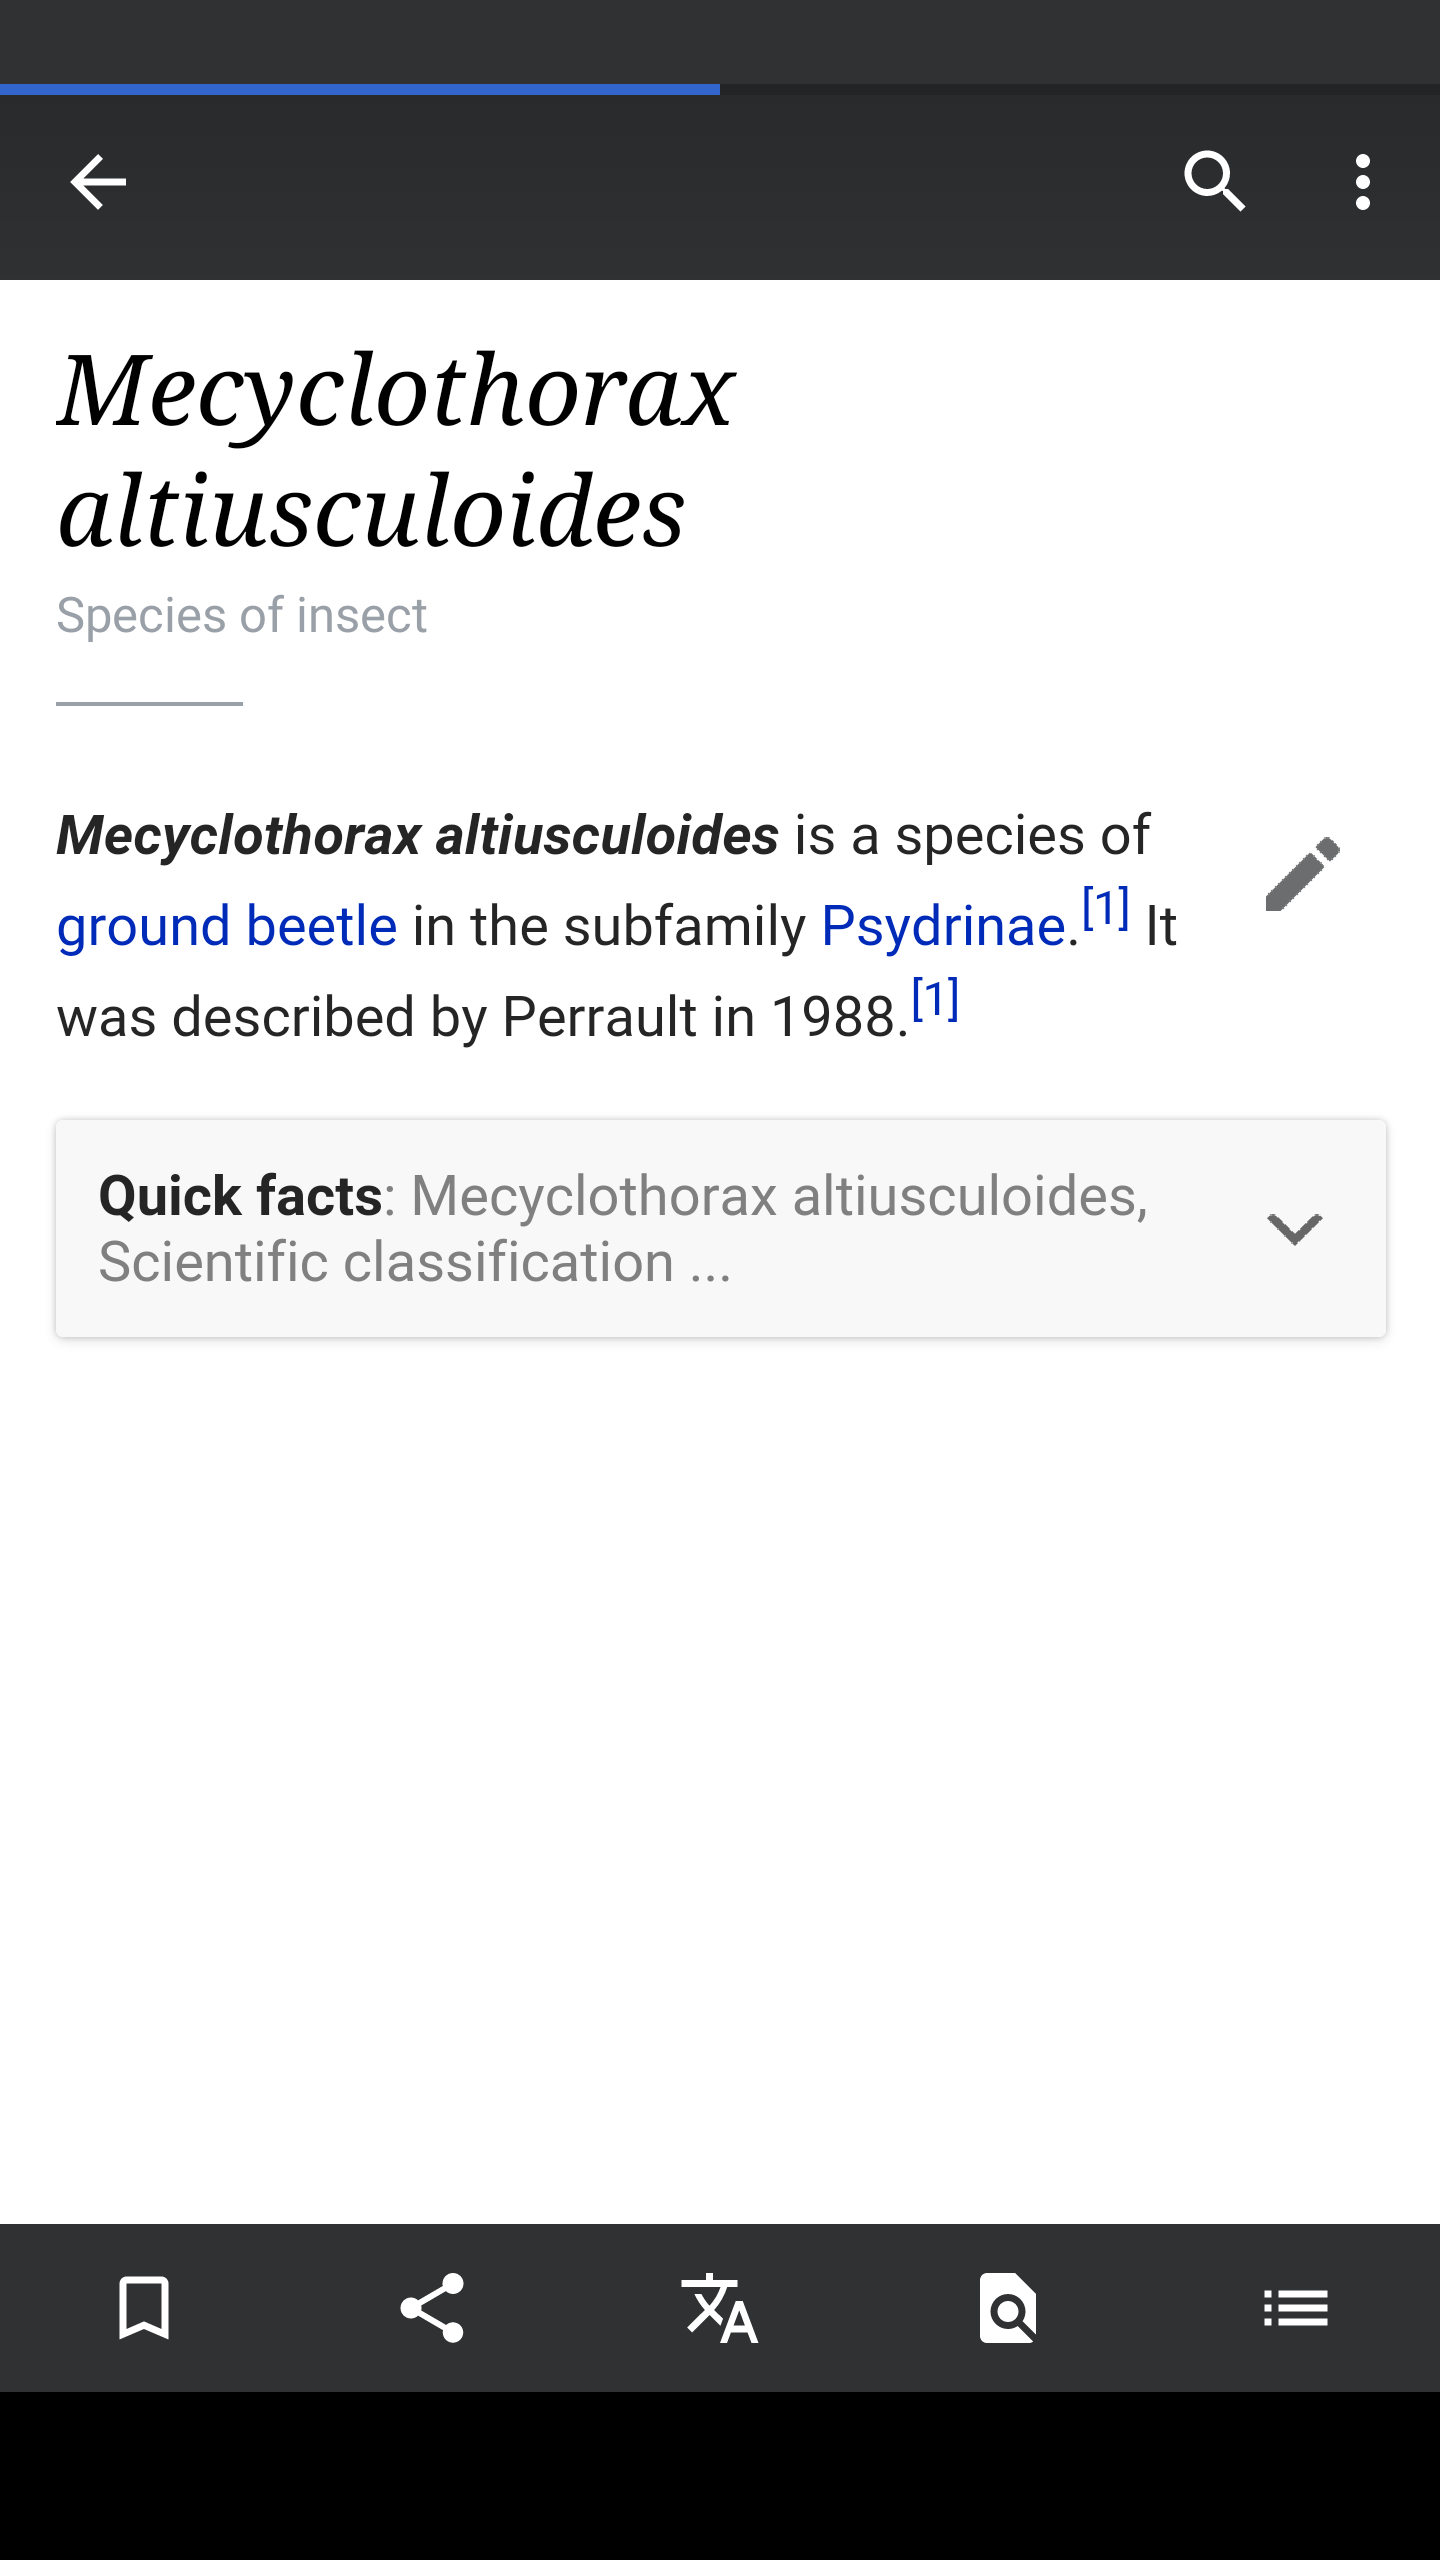 Mecyclothorax
altiusculoides
Species of insect
Mecyclothorax altiusculoides is a species of
ground beetle in the subfamily Psydrinae.[1] It
was described by Perrault in 1988.[1]
Quick facts: Mecyclothorax altiusculoides,
Scientific classification ...